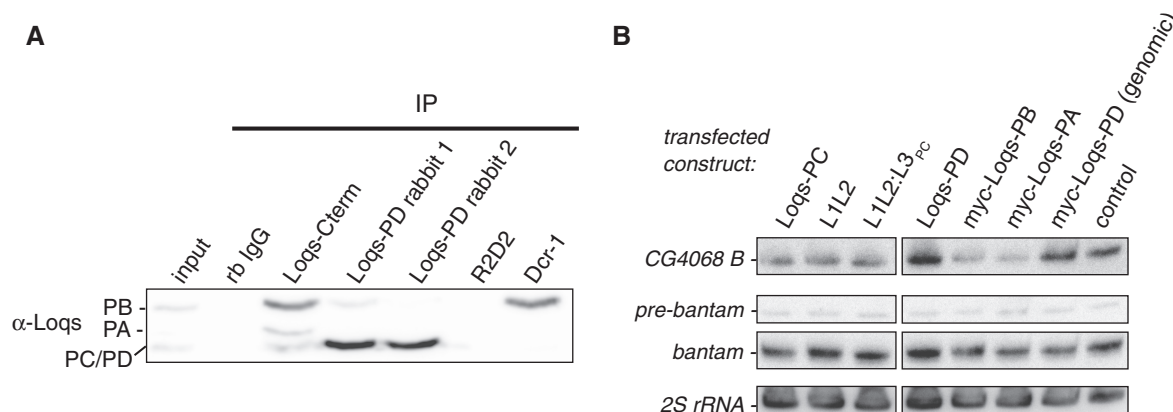 A
IP
input
rb IgG
Loqs-Cterm
Loqs-PD rabbit 1
Loqs-PD rabbit 2
R2D2
Dcr-1
α-Loqs
PB
PA
PC/PD
B
transfected
construct:
Loqs-PC
L1L2
L1L2:L3PC
Loqs-PD
myc-Loqs-PB
myc-Loqs-PA
myc-Loqs-PD (genomic)
control
CG4068 B
pre-bantam
bantam
2S rRNA